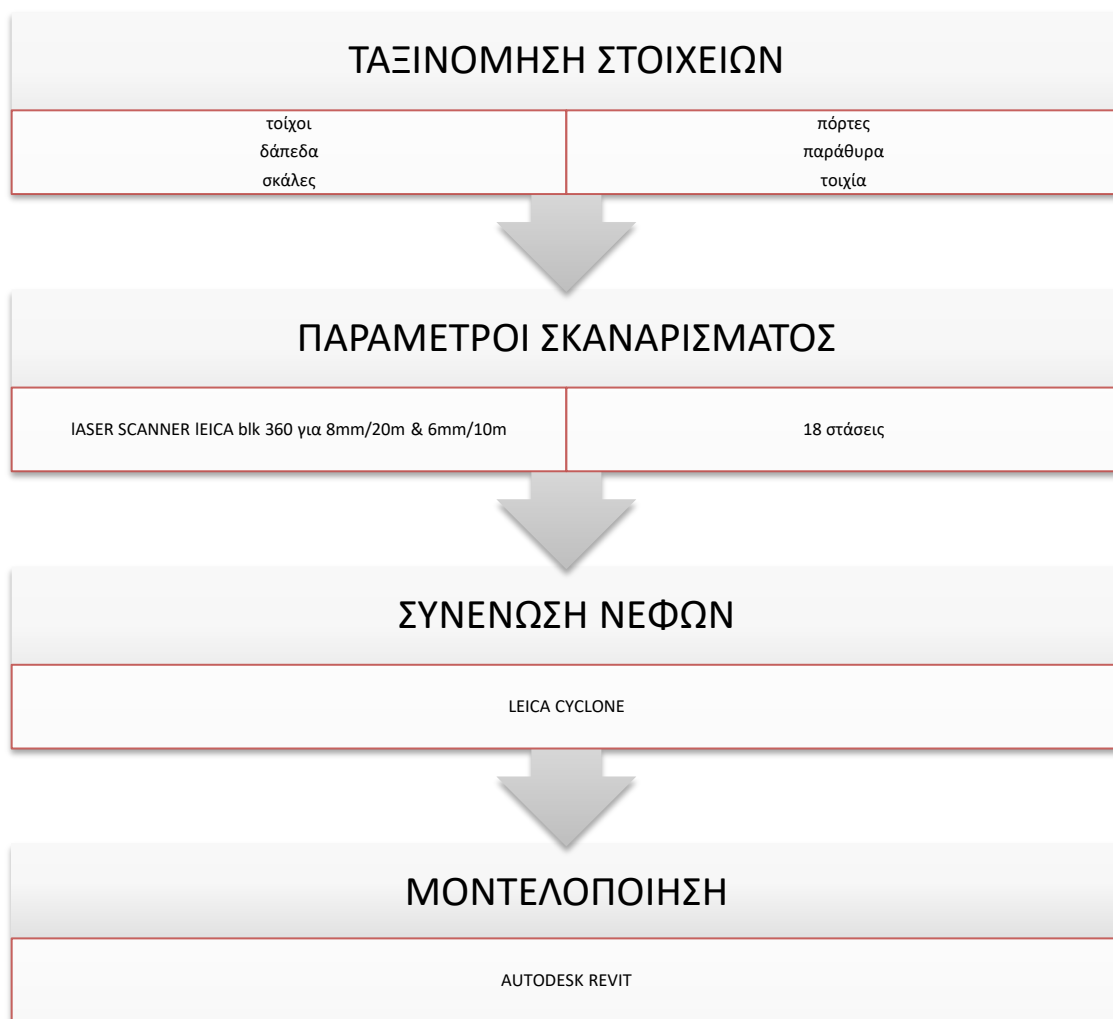 ΤΑΞΙΝΟΜΗΣΗ ΣΤΟΙΧΕΙΩΝ
τοίχοι
δάπεδα
σκάλες
πόρτες
παράθυρα
τοιχία
ΠΑΡΑΜΕΤΡΟΙ ΣΚΑΝΑΡΙΣΜΑΤΟΣ
lASER SCANNER lEICA blk 360 για 8mm/20m & 6mm/10m
18 στάσεις
ΣΥΝΕΝΩΣΗ ΝΕΦΩΝ
LEICA CYCLONE
ΜΟΝΤΕΛΟΠΟΙΗΣΗ
AUTODESK REVIT